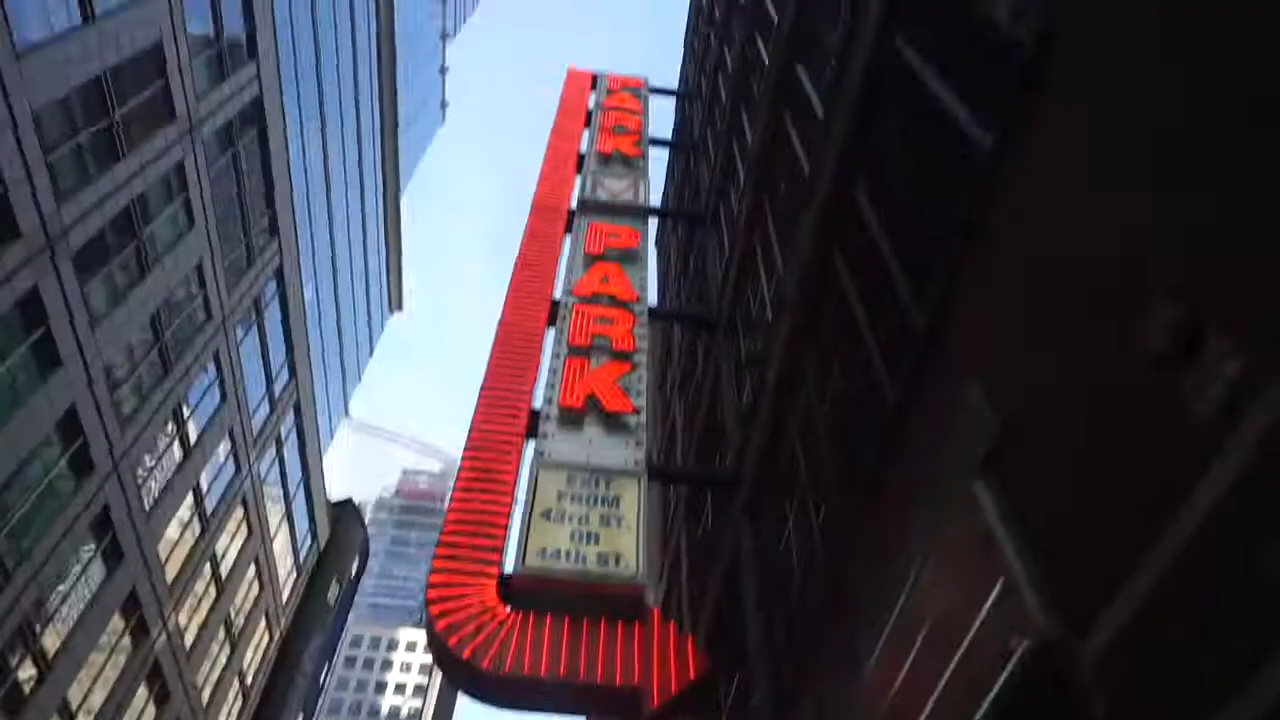 PARK
PARK
EXIT
FROM
43rd ST.
OR
44th ST.